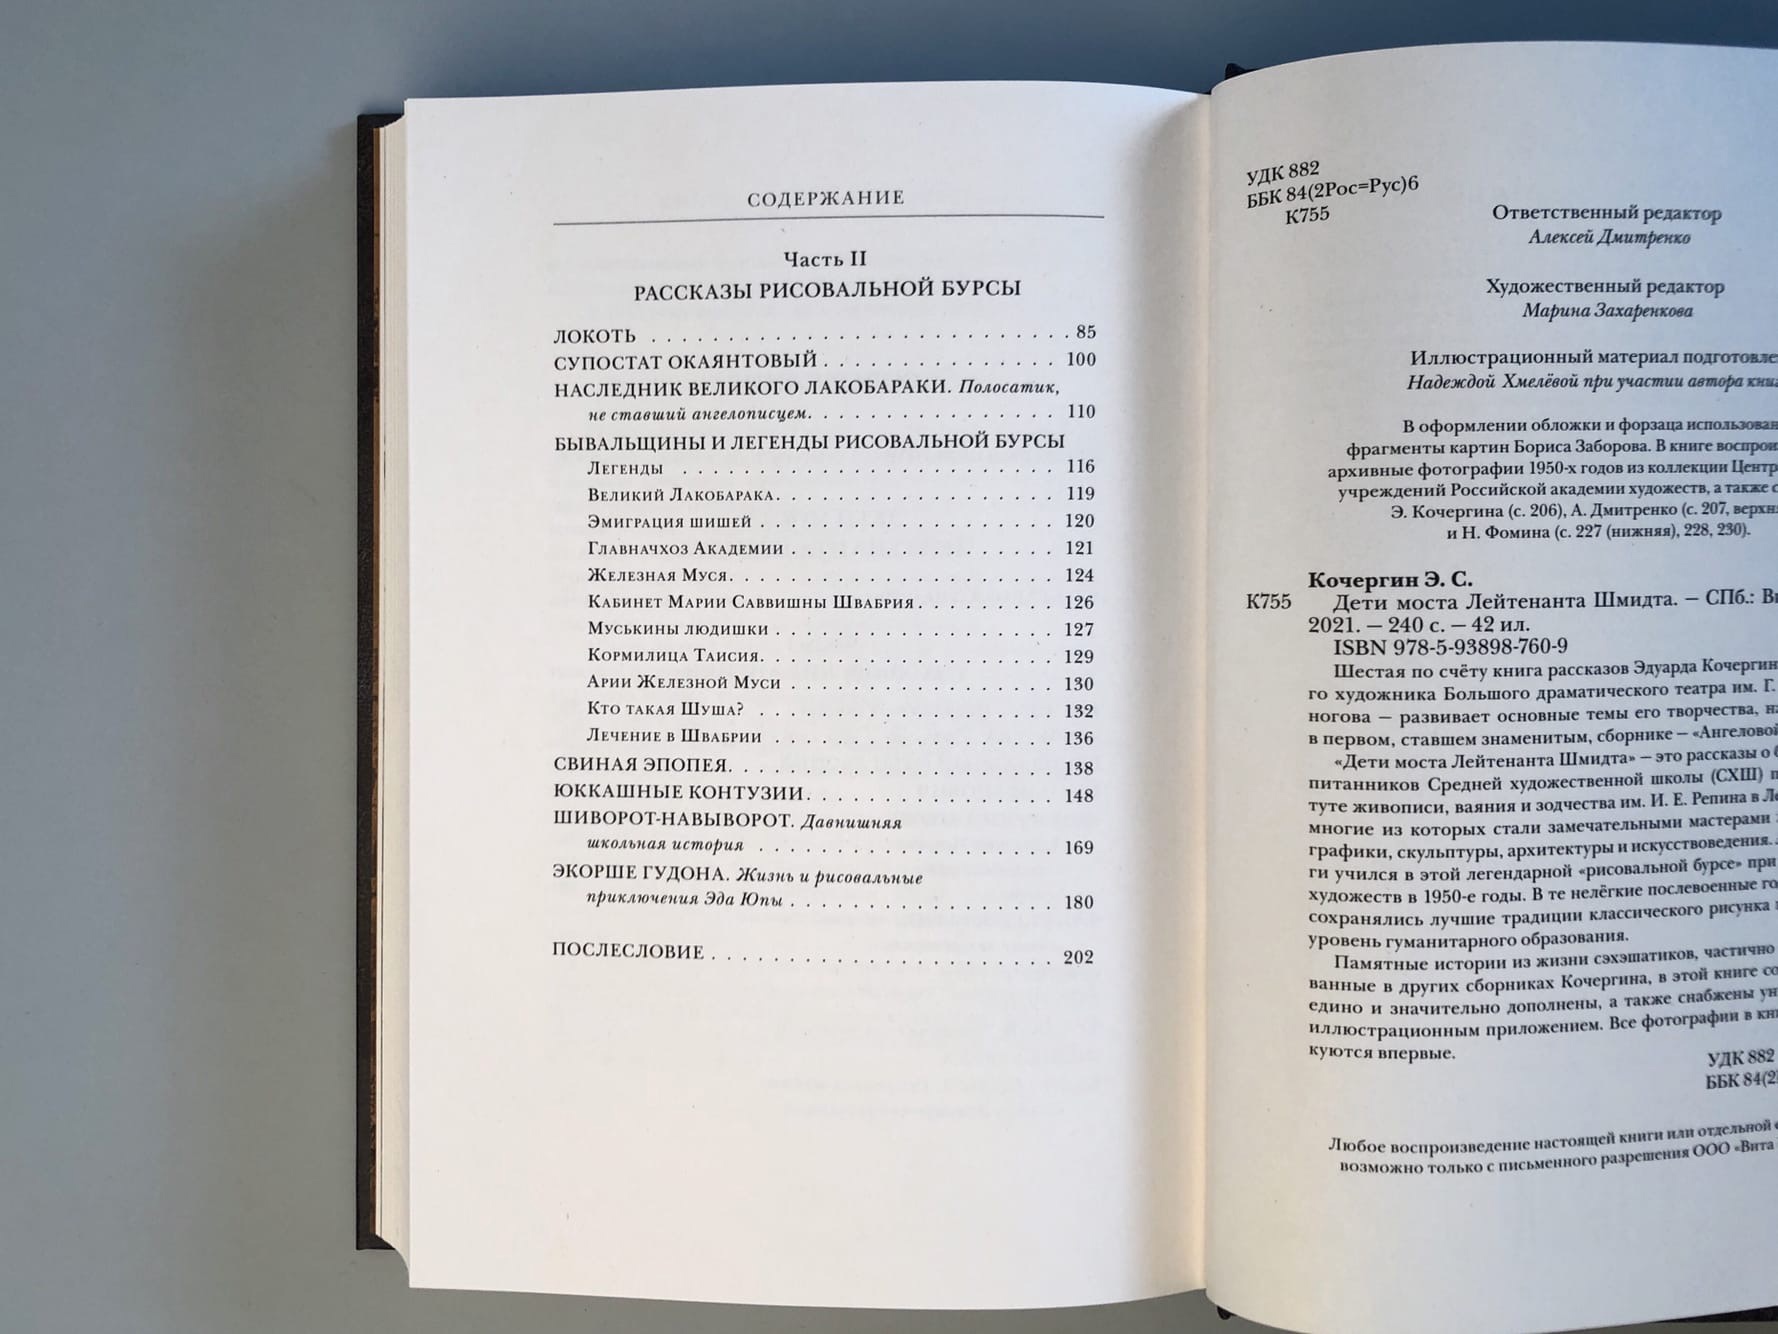 СОДЕРЖАНИЕ
Часть II
РАССКАЗЫ РИСОВАЛЬНОЙ БУРСЫ
ЛОКОТЬ . . . . . . . . . . . . . . . . . . . . . . . . . . . 85
СУПОСТАТ ОКАЯНТОВЫЙ . . . . . . . . . . . . . . . 100
НАСЛЕДНИК ВЕЛИКОГО ЛАКОБАРАКИ. Полосатик,
не ставший ангелописцем. . . . . . . . . . . . . . . . 110
БЫВАЛЬЩИНЫ И ЛЕГЕНДЫ РИСОВАЛЬНОЙ БУРСЫ
Легенды . . . . . . . . . . . . . . . . . . . . . . . . 116
Великий Лакобарака. . . . . . . . . . . . . . . . . . 119
Эмиграция шишей . . . . . . . . . . . . . . . . . . . 120
Главначхоз Академии . . . . . . . . . . . . . . . . . 121
Железная Муся. . . . . . . . . . . . . . . . . . . . . 124
Кабинет Марии Саввишны Швабрия . . . . . . . . . 126
Муськины людишки . . . . . . . . . . . . . . . . . . 127
Кормилица Таисия. . . . . . . . . . . . . . . . . . . 129
Арии Железной Муси . . . . . . . . . . . . . . . . . 130
Кто такая Шуша? . . . . . . . . . . . . . . . . . . . 132
Лечение в Швабрии . . . . . . . . . . . . . . . . . . 136
СВИНАЯ ЭПОПЕЯ. . . . . . . . . . . . . . . . . . . . . 138
ЮККАШНЫЕ КОНТУЗИИ. . . . . . . . . . . . . . . . 148
ШИВОРОТ-НАВЫВОРОТ. Давнишняя
школьная история . . . . . . . . . . . . . . . . . . . 169
ЭКОРШЕ ГУДОНА. Жизнь и рисовальные
приключения Эда Юпы . . . . . . . . . . . . . . . . . 180
ПОСЛЕСЛОВИЕ . . . . . . . . . . . . . . . . . . . . . . 202
УДК 882
ББК 84(2Рос=Рус)6
К755
Ответственный редактор
Алексей Дмитренко
Художественный редактор
Марина Захаренкова
Иллюстрационный материал
Надеждой Хмелёвой при участии автора
В оформлении обложки и форзаца
фрагменты картин Бориса Заборова. В книге
архивные фотографии 1950-х годов из коллекции
учреждений Российской академии художеств, а также
Э. Кочергина (с. 206), А. Дмитренко (с. 207,
и Н. Фомина (с. 227 (нижняя), 228, 230).
Кочергин Э. С.
К755 Дети моста Лейтенанта Шмидта. — СПб.:
2021. — 240 с. — 42 ил.
ISBN 978-5-93898-760-9
Шестая по счёту книга рассказов Эдуарда
го художника Большого драматического театра им. Г.
ногова — развивает основные темы его творчества,
в первом, ставшем знаменитым, сборнике —
«Дети моста Лейтенанта Шмидта» — это рассказы о
питанников Средней художественной школы (СХШ)
туте живописи, ваяния и зодчества им. И. Е. Репина в
многие из которых стали замечательными мастерами
графики, скульптуры, архитектуры и искусствоведения.
ги учился в этой легендарной «рисовальной бурсе» при
художеств в 1950-е годы. В те нелёгкие послевоенные
сохранялись лучшие традиции классического рисунка
уровень гуманитарного образования.
Памятные истории из жизни сэхэшатиков, частично
ванные в других сборниках Кочергина, в этой книге
едино и значительно дополнены, а также снабжены
иллюстрационным приложением. Все фотографии в
куются впервые.
УДК 882
ББК
Любое воспроизведение настоящей книги или отдельной
возможно только с письменного разрешения ООО «Вита